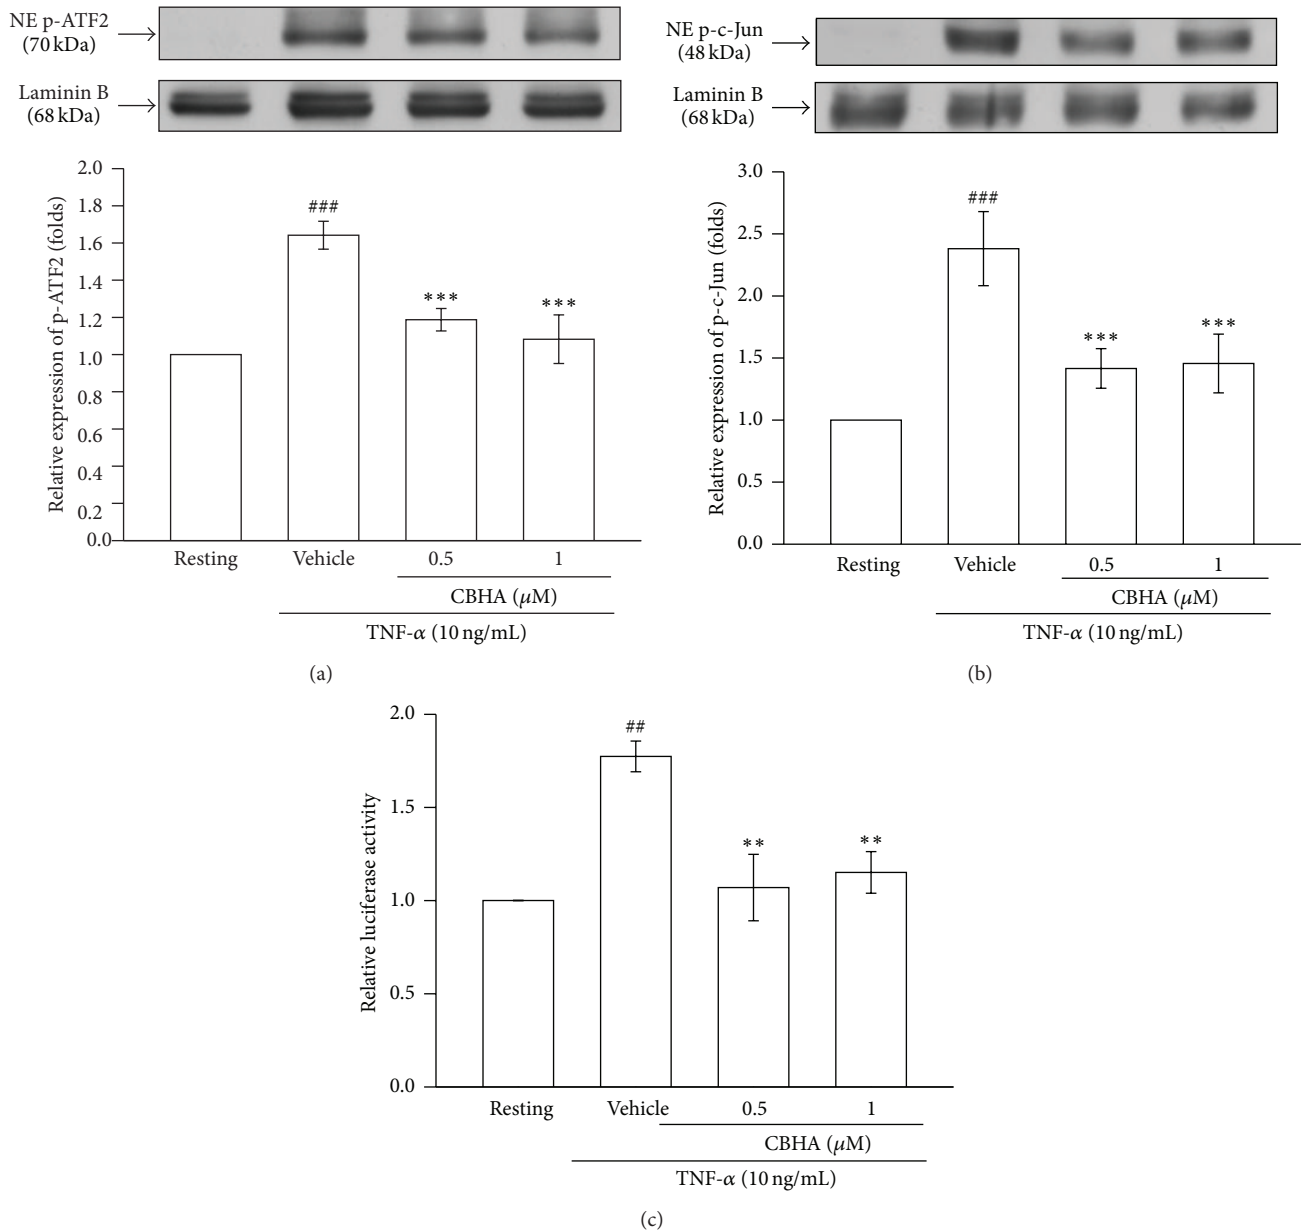 NE p-ATF2
(70 kDa)
Laminin B
(68 kDa)
Relative expression of p-ATF2 (folds)
2.0
1.8
1.6
1.4
1.2
1.0
0.8
0.6
0.4
0.2
0.0
###
***
***
Resting
Vehicle
0.5
1
CBHA (μM)
TNF-α (10 ng/mL)
(a)
NE p-c-Jun
(48 kDa)
Laminin B
(68 kDa)
Relative expression of p-c-Jun (folds)
3.0
2.5
2.0
1.5
1.0
0.5
0.0
###
***
***
Resting
Vehicle
0.5
1
CBHA (μM)
TNF-α (10 ng/mL)
(b)
Relative luciferase activity
2.0
1.5
1.0
0.5
0.0
##
**
**
Resting
Vehicle
0.5
1
CBHA (μM)
TNF-α (10 ng/mL)
(c)